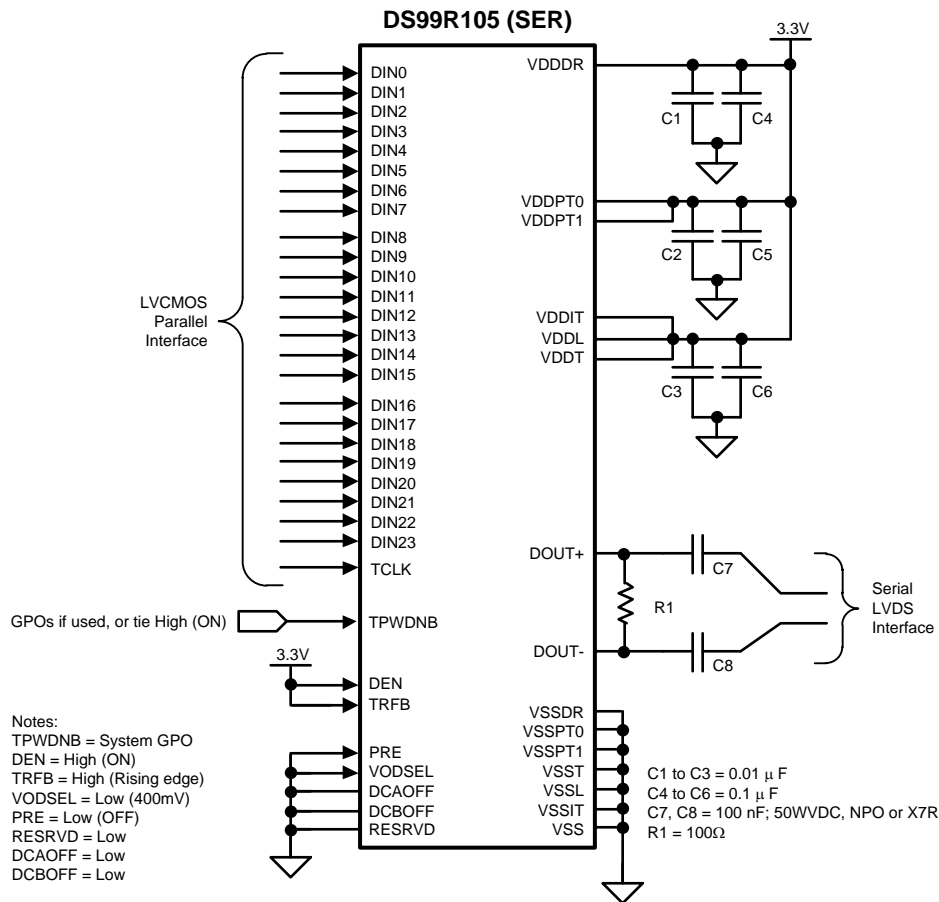 DS99R105 (SER)
3.3V
VDDDR
DIN0
DIN1
DIN2
DIN3
DIN4
DIN5
DIN6
DIN7
C1
C4
VDDPT0
VDDPT1
DIN8
DIN9
DIN10
DIN11
DIN12
DIN13
DIN14
DIN15
C2
C5
LVCMOS
Parallel
Interface
VDDIT
VDDL
VDDT
C3
C6
DIN16
DIN17
DIN18
DIN19
DIN20
DIN21
DIN22
DIN23
TCLK
DOUT+
C7
R1
DOUT-
C8
Serial
LVDS
Interface
GPOs if used, or tie High (ON)
TPWDNB
3.3V
DEN
TRFB
PRE
VODSEL
DCAOFF
DCBOFF
RESRVD
VSSDR
VSSPT0
VSSPT1
VSST
VSSL
VSSIT
VSS
Notes:
TPWDNB = System GPO
DEN = High (ON)
TRFB = High (Rising edge)
VODSEL = Low (400mV)
PRE = Low (OFF)
RESRVD = Low
DCAOFF = Low
DCBOFF = Low
C1 to C3 = 0.01 μ F
C4 to C6 = 0.1 μ F
C7, C8 = 100 nF; 50WVDC, NPO or X7R
R1 = 100Ω